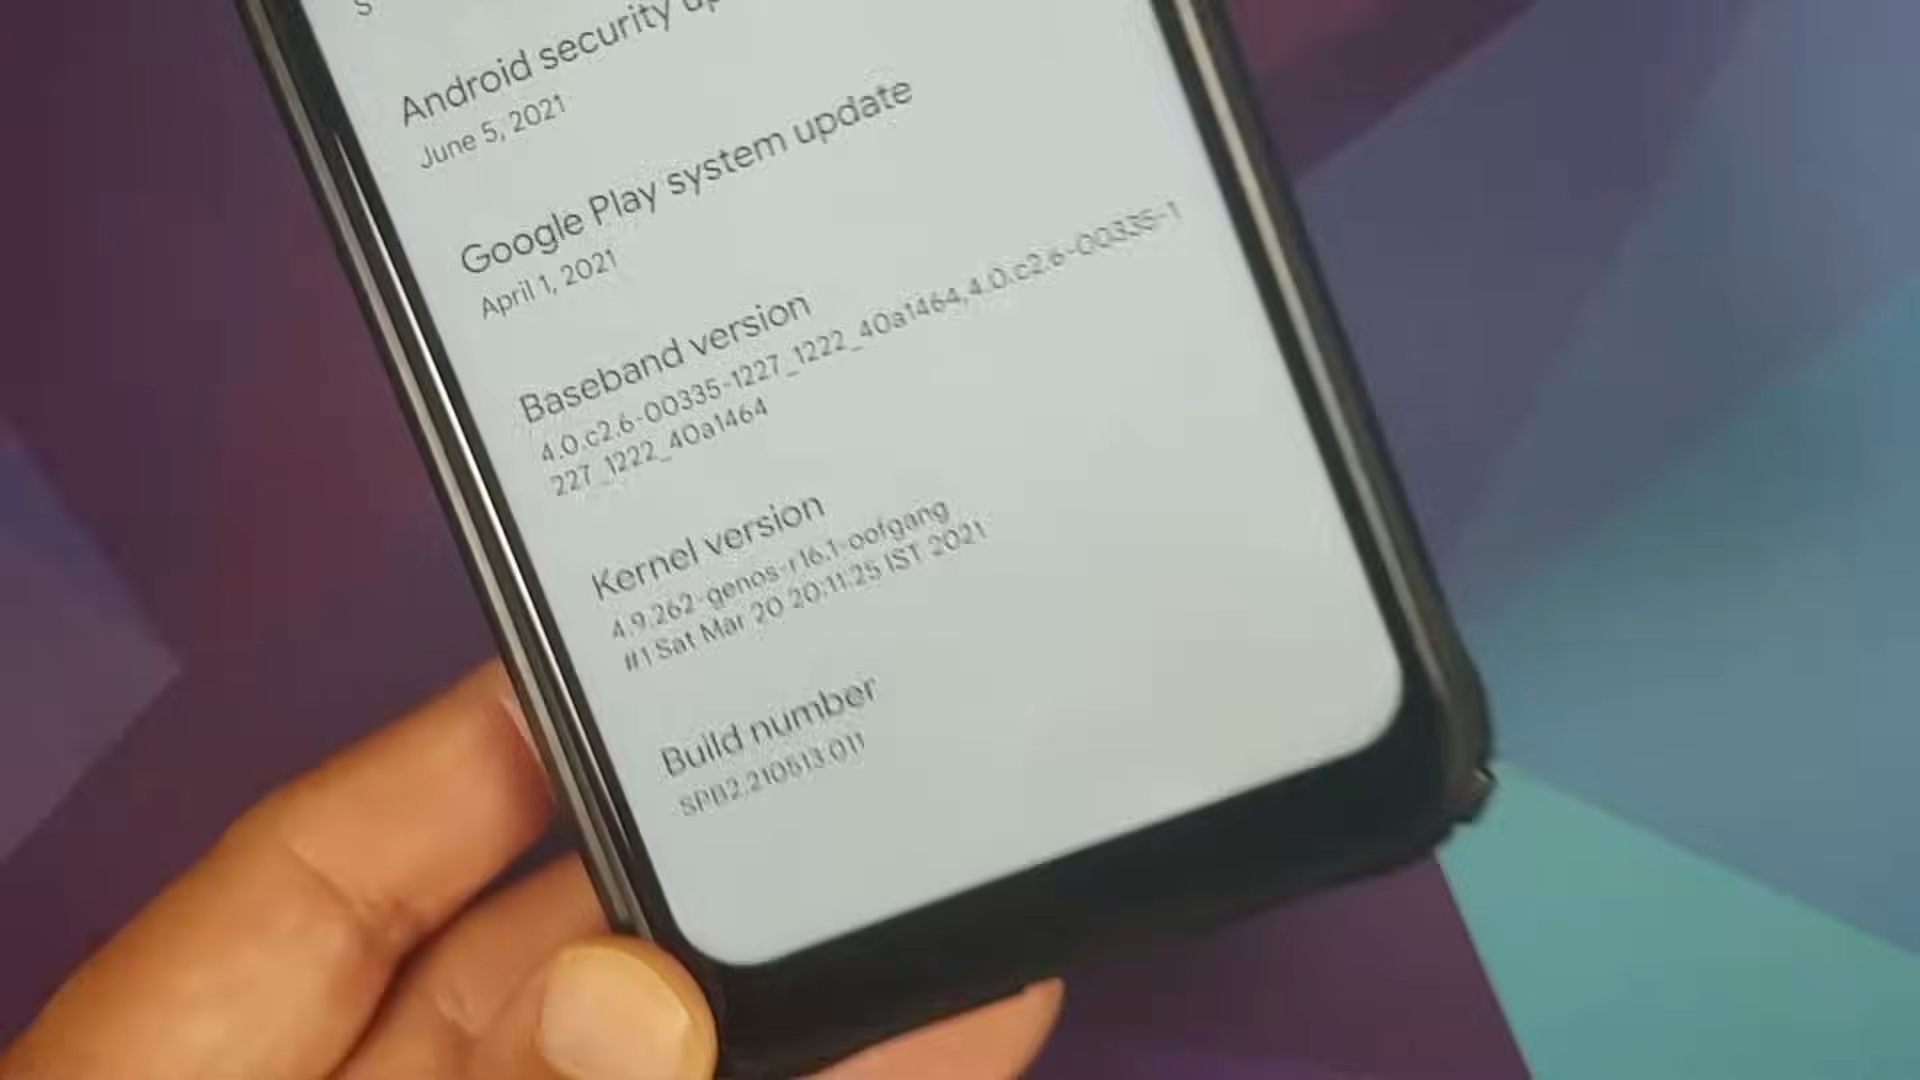 S
Android security up
June 5, 2021
Google Play system update
April 1, 2021
Baseband version
4.0.c2.6-00335-1227_1222_40a1464,4.0.c2.6-00335-1
227_1222_40a1464
Kernel version
4.9.262-genos-r16.1-oofgang
#1 Sat Mar 20 20:11:25 IST 2021
Build number
SPB2.210513.011